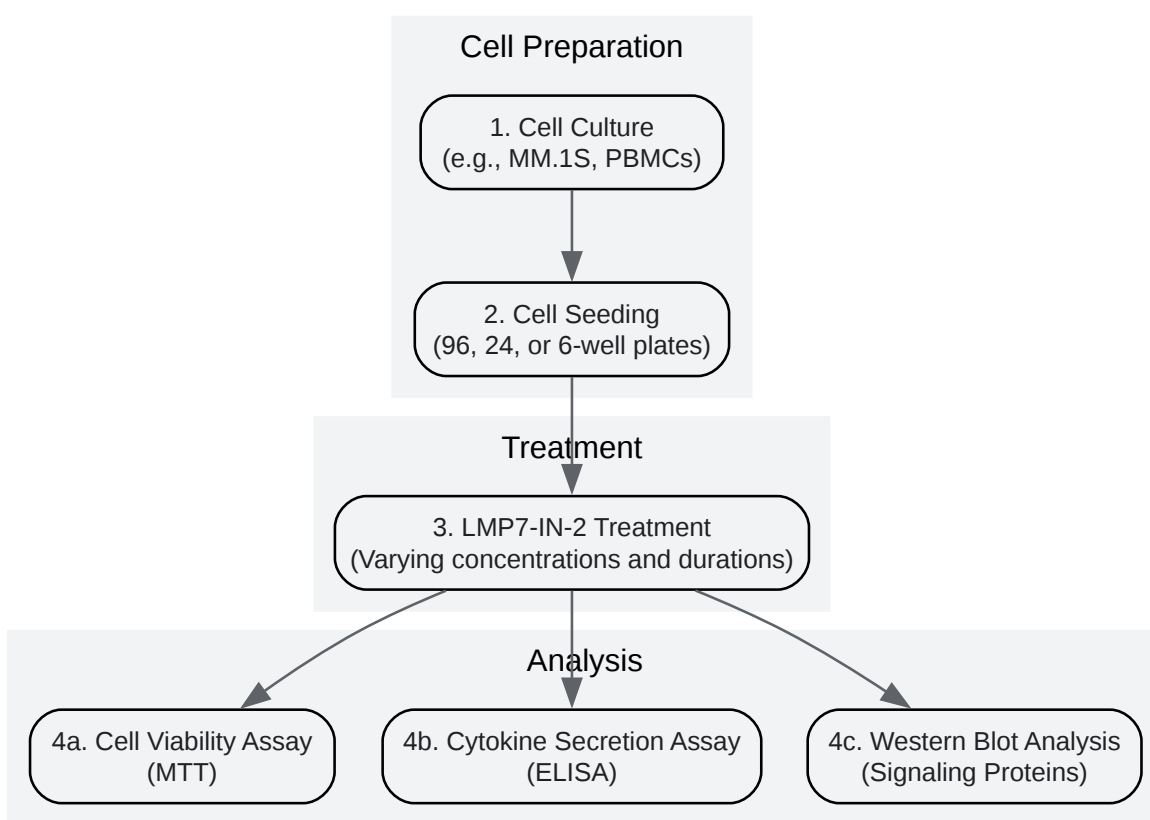 Cell Preparation
1. Cell Culture
(e.g., MM.1S, PBMCs)
2. Cell Seeding
(96, 24, or 6-well plates)
Treatment
3. LMP7-IN-2 Treatment
(Varying concentrations and durations)
Analysis
4a. Cell Viability Assay
(MTT)
4b. Cytokine Secretion Assay
(ELISA)
4c. Western Blot Analysis
(Signaling Proteins)